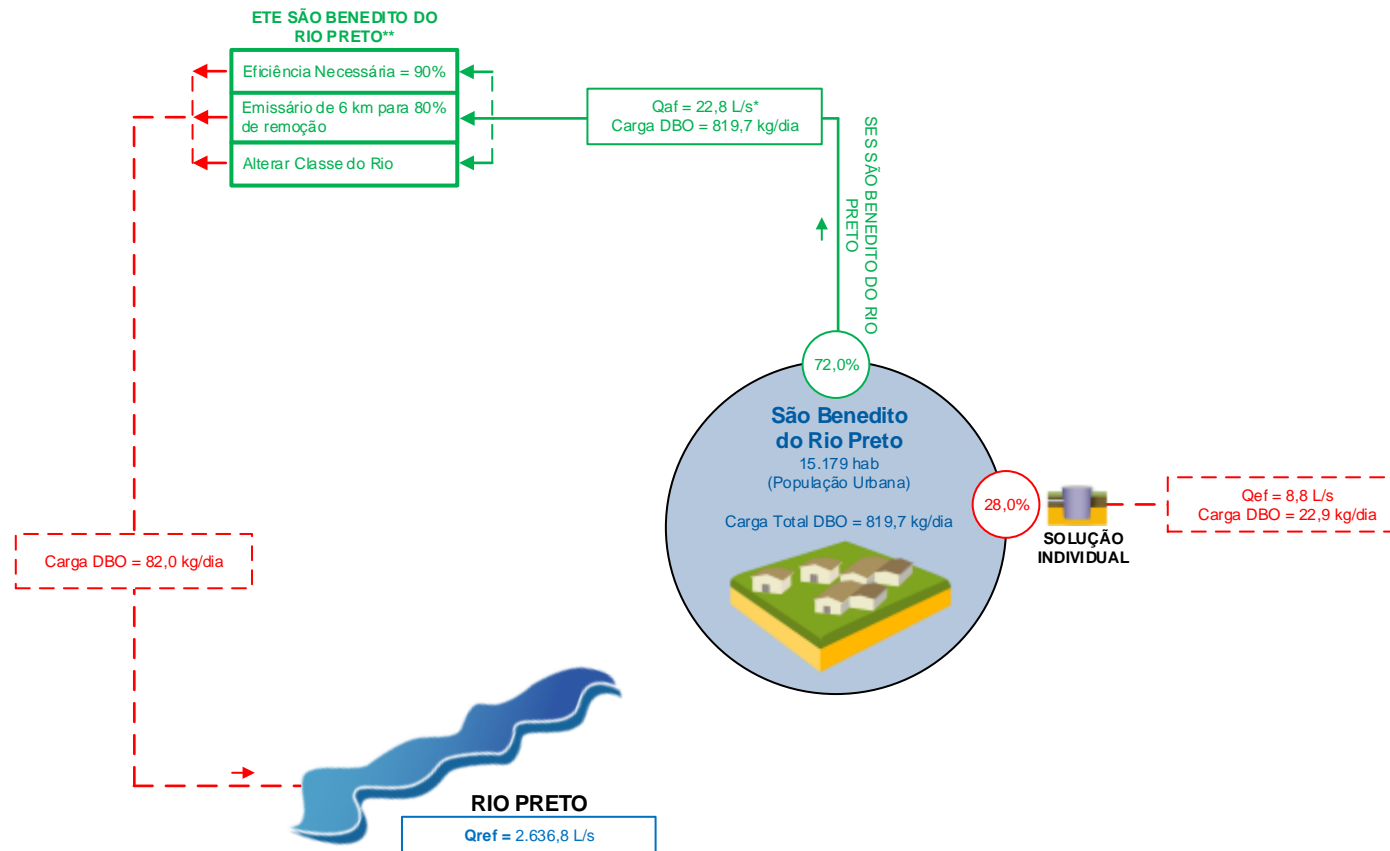 ETE SÃO BENEDITO DO
RIO PRETO**
Eficiência Necessária = 90%
Emissário de 6 km para 80%
de remoção
Alterar Classe do Rio
Qaf = 22,8 L/s*
Carga DBO = 819,7 kg/dia
SES SÃO BENEDITO DO RIO
PRETO
72,0%
São Benedito
do Rio Preto
15.179 hab
(População Urbana)
Carga Total DBO = 819,7 kg/dia
28,0%
SOLUÇÃO
INDIVIDUAL
Qef = 8,8 L/s
Carga DBO = 22,9 kg/dia
Carga DBO = 82,0 kg/dia
RIO PRETO
Qref = 2.636,8 L/s